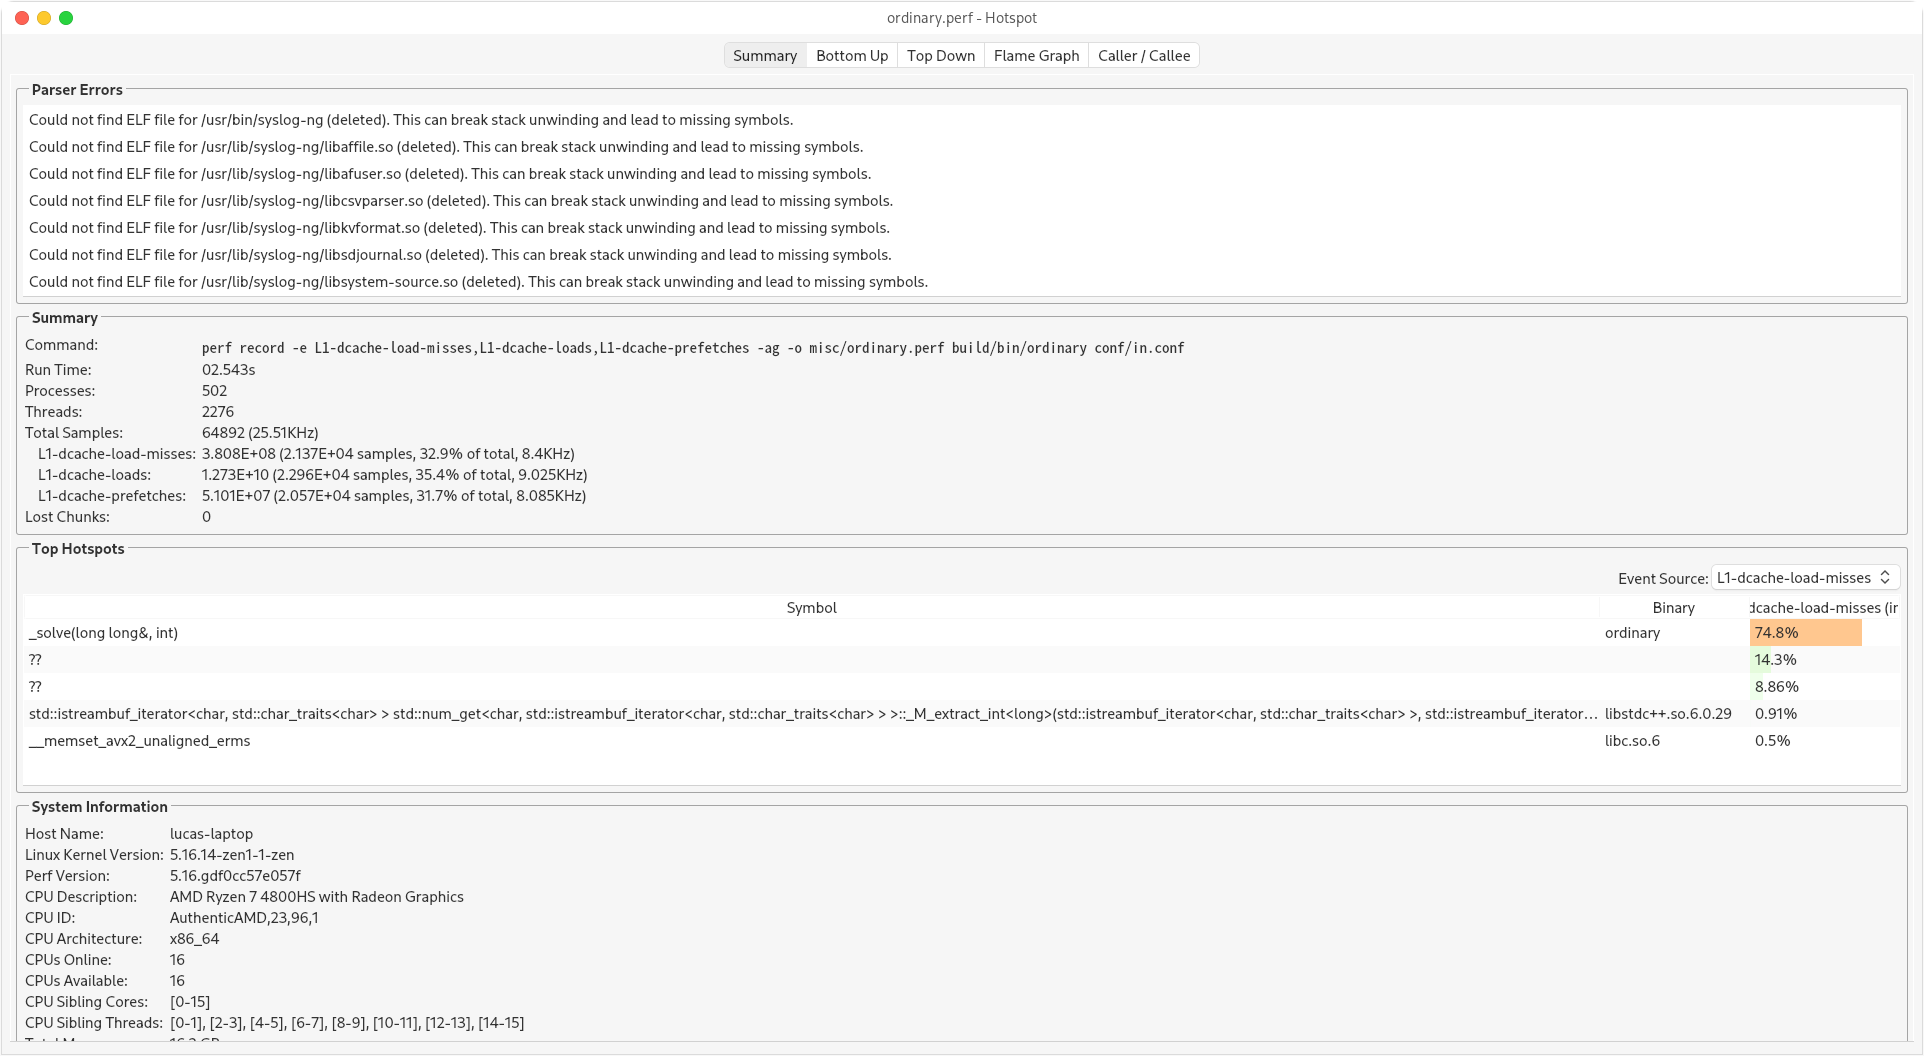 ordinary.perf - Hotspot
Summary Bottom Up Top Down Flame Graph Caller / Callee
Parser Errors
Could not find ELF file for /usr/bin/syslog-ng (deleted). This can break stack unwinding and lead to missing symbols.
Could not find ELF file for /usr/lib/syslog-ng/libaffile.so (deleted). This can break stack unwinding and lead to missing symbols.
Could not find ELF file for /usr/lib/syslog-ng/libafuser.so (deleted). This can break stack unwinding and lead to missing symbols.
Could not find ELF file for /usr/lib/syslog-ng/libcsvparser.so (deleted). This can break stack unwinding and lead to missing symbols.
Could not find ELF file for /usr/lib/syslog-ng/libkvformat.so (deleted). This can break stack unwinding and lead to missing symbols.
Could not find ELF file for /usr/lib/syslog-ng/libsdjournal.so (deleted). This can break stack unwinding and lead to missing symbols.
Could not find ELF file for /usr/lib/syslog-ng/libsystem-source.so (deleted). This can break stack unwinding and lead to missing symbols.
Summary
Command: perf record -e L1-dcache-load-misses,L1-dcache-loads,L1-dcache-prefetches -ag -o misc/ordinary.perf build/bin/ordinary conf/in.conf
Run Time: 02.543s
Processes: 502
Threads: 2276
Total Samples: 64892 (25.51KHz)
L1-dcache-load-misses: 3.808E+08 (2.137E+04 samples, 32.9% of total, 8.4KHz)
L1-dcache-loads: 1.273E+10 (2.296E+04 samples, 35.4% of total, 9.025KHz)
L1-dcache-prefetches: 5.101E+07 (2.057E+04 samples, 31.7% of total, 8.085KHz)
Lost Chunks: 0
Top Hotspots
Event Source: L1-dcache-load-misses
Symbol Binary dcache-load-misses (ir
_solve(long long&, int) ordinary 74.8%
?? 14.3%
?? 8.86%
std::istreambuf_iterator<char, std::char_traits<char> > std::num_get<char, std::istreambuf_iterator<char, std::char_traits<char> > >::_M_extract_int<long>(std::istreambuf_iterator<char, std::char_traits<char> >, std::istreambuf_iterator… libstdc++.so.6.0.29 0.91%
__memset_avx2_unaligned_erms libc.so.6 0.5%
System Information
Host Name: lucas-laptop
Linux Kernel Version: 5.16.14-zen1-1-zen
Perf Version: 5.16.gdf0cc57e057f
CPU Description: AMD Ryzen 7 4800HS with Radeon Graphics
CPU ID: AuthenticAMD,23,96,1
CPU Architecture: x86_64
CPUs Online: 16
CPUs Available: 16
CPU Sibling Cores: [0-15]
CPU Sibling Threads: [0-1], [2-3], [4-5], [6-7], [8-9], [10-11], [12-13], [14-15]